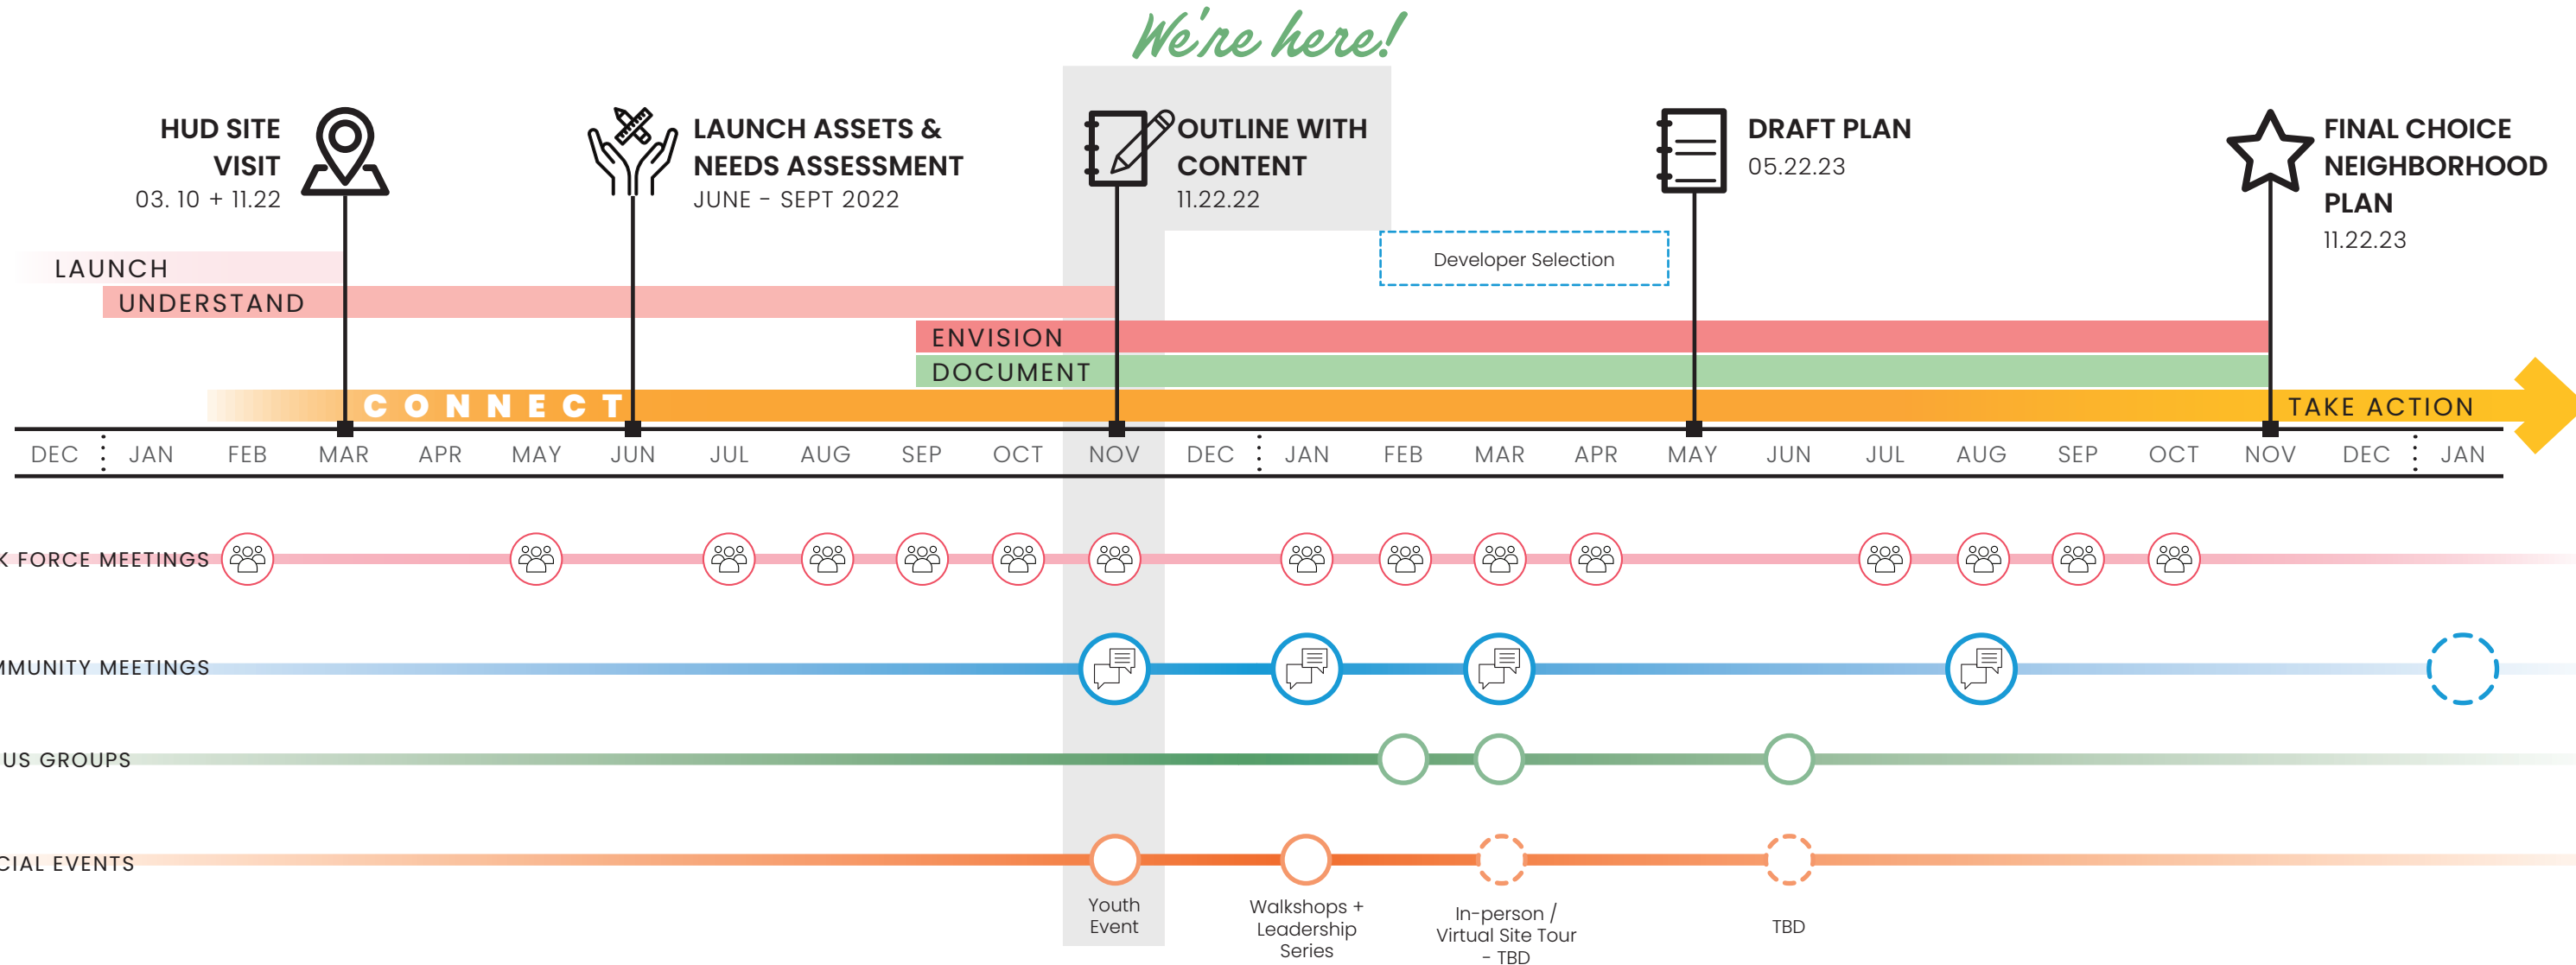 We're here!
HUD SITE
VISIT
03. 10 + 11.22
LAUNCH ASSETS &
NEEDS ASSESSMENT
JUNE - SEPT 2022
OUTLINE WITH
CONTENT
11.22.22
DRAFT PLAN
05.22.23
FINAL CHOICE
NEIGHBORHOOD
PLAN
11.22.23
Developer Selection
LAUNCH
UNDERSTAND
ENVISION
DOCUMENT
CONNECT
TAKE ACTION
DEC JAN FEB MAR APR MAY JUN JUL AUG SEP OCT NOV DEC JAN FEB MAR APR MAY JUN JUL AUG SEP OCT NOV DEC JAN
K FORCE MEETINGS
MMUNITY MEETINGS
US GROUPS
CIAL EVENTS
Youth
Event
Walkshops +
Leadership
Series
In-person /
Virtual Site Tour
- TBD
TBD